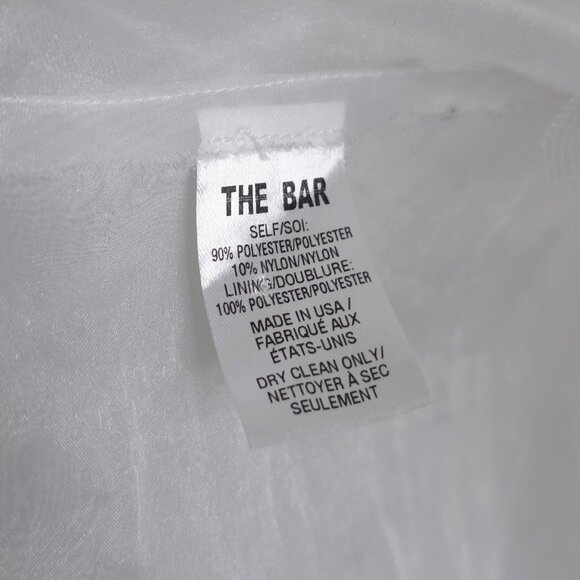 THE BAR
SELF/SOI:
90% POLYESTER/POLYESTER
10% NYLON/NYLON
LINING/DOUBLURE:
100% POLYESTER/POLYESTER
MADE IN USA/
FABRIQUÉ AUX
ÉTATS-UNIS
DRY CLEAN ONLY/
NETTOYER À SEC
SEULEMENT